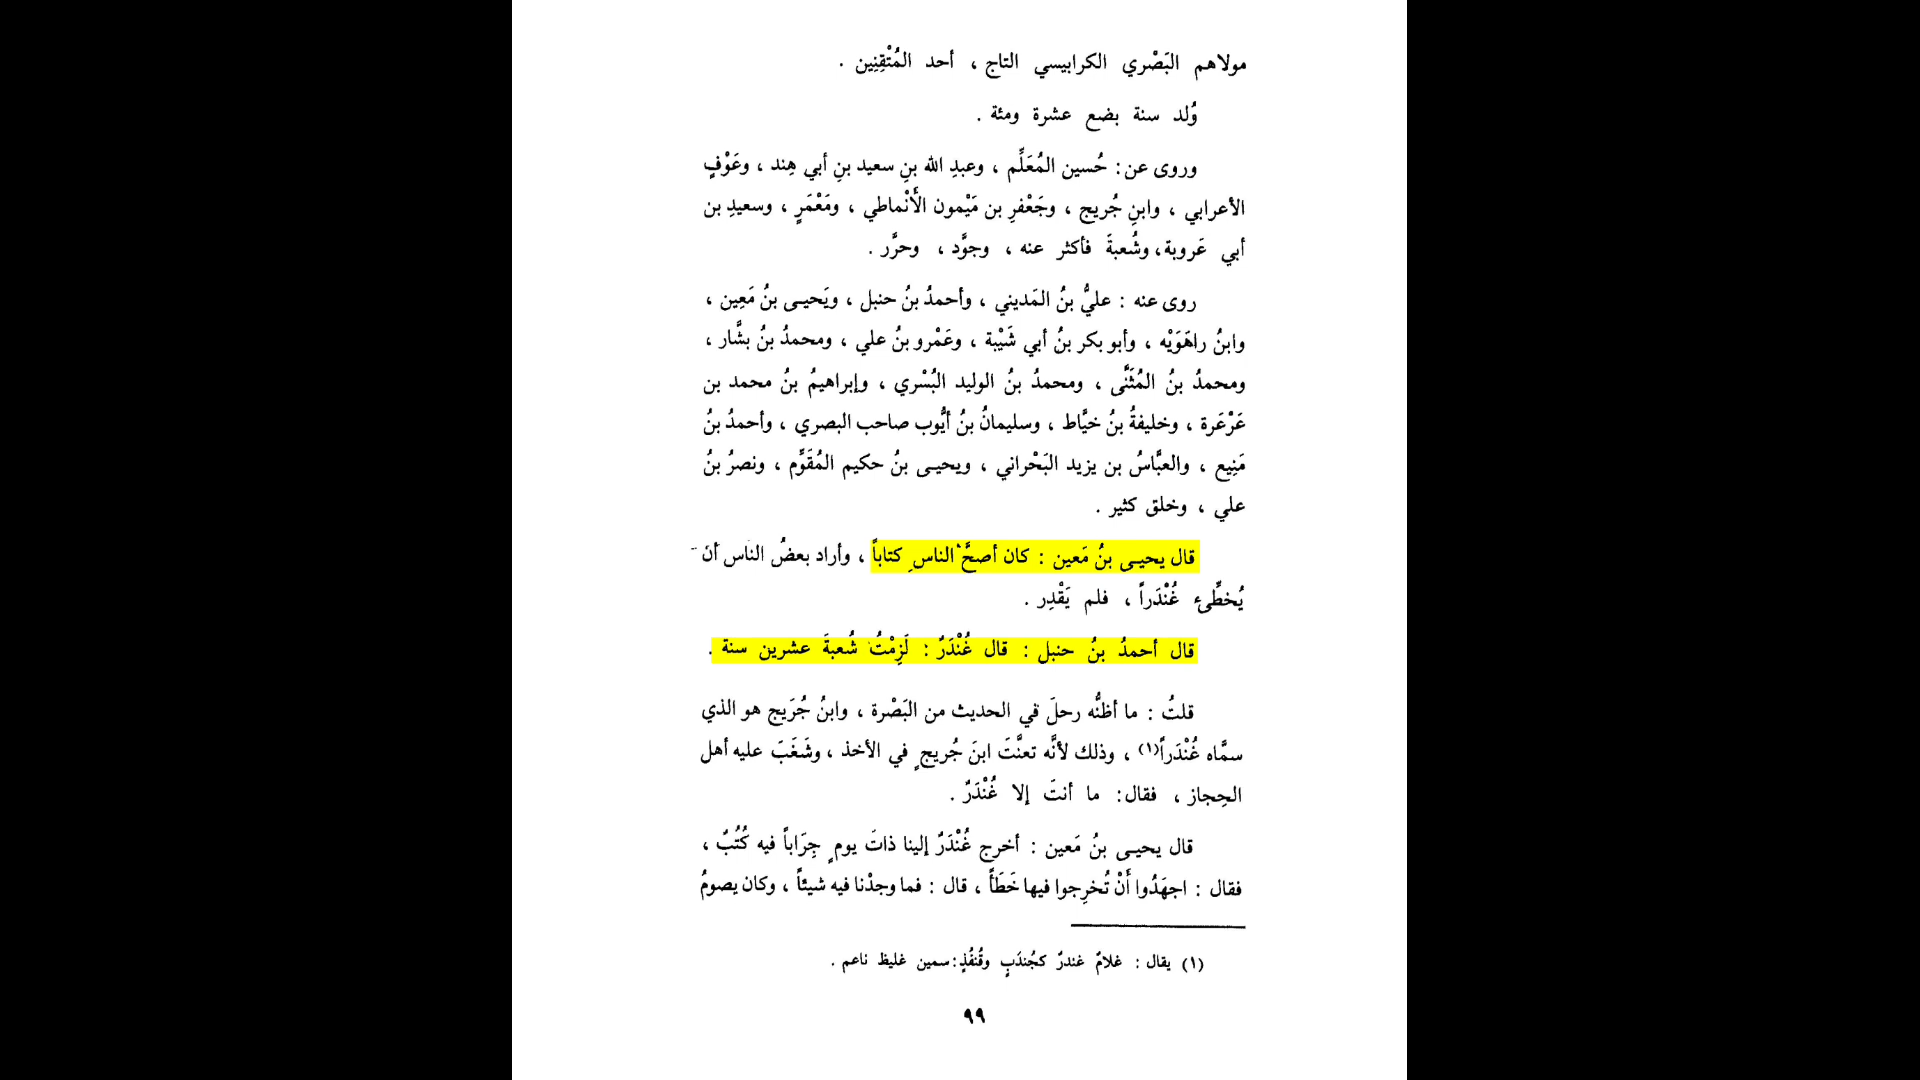 مولاهم البَصْري الكرابيسي التاج ، أحد المُتْقِنِين .
وُلد سنة بضع عشرة ومئة .
وروى عن : حُسين المُعَلِّم ، وعبدِ الله بنِ سعيد بنِ أبي هِند ، وعَوْفٍ
الأعرابي ، وابنِ جُريج ، وجَعْفرِ بن مَيْمون الأَنْماطي ، ومَعْمَرٍ ، وسعيدِ بن
أبي عَروبة ، وشُعبةَ فأكثر عنه ، وجوَّد ، وحرَّر .
روى عنه : عليُّ بنُ المَديني ، وأحمدُ بنُ حنبل ، ويَحيى بنُ مَعِين ،
وابنُ راهَوَيْه ، وأبو بكر بنُ أبي شَيْبة ، وعَمْرو بنُ علي ، ومحمدُ بنُ بشَّار ،
ومحمدُ بنُ المُثَنَّى ، ومحمدُ بنُ الوليد البُسْري ، وإبراهيمُ بنُ محمد بن
عَرْعَرة ، وخليفةُ بنُ خيَّاط ، وسليمانُ بنُ أيُّوب صاحب البصري ، وأحمدُ بنُ
مَنِيع ، والعبَّاسُ بن يزيد البَحْراني ، ويحيى بنُ حكيم المُقَوِّم ، ونصرُ بنُ
علي ، وخلق كثير .
قال يحيى بنُ مَعين : كان أصحَّ الناسِ كتاباً ، وأراد بعضُ الناس أن
يُخطِّىء غُنْدَراً ، فلم يَقْدِر .
قال أحمدُ بنُ حنبل : قال غُنْدَرٌ : لَزِمْتُ شُعبةَ عشرين سنة .
قلتُ : ما أظنُّه رحلَ في الحديث من البَصْرة ، وابنُ جُرَيج هو الذي
سمَّاه غُنْدَراً(١) ، وذلك لأنَّه تعنَّتَ ابنَ جُريجٍ في الأخذ ، وشَغَبَ عليه أهل
الحِجاز ، فقال : ما أنتَ إلا غُنْدَرٌ .
قال يحيى بنُ مَعين : أخرج غُنْدَرٌ إلينا ذاتَ يومٍ جِرَاباً فيه كُتُبٌ ،
فقال : اجهَدُوا أَنْ تُخرِجوا فيها خَطَأً ، قال : فما وجدْنا فيه شيئاً ، وكان يصومُ
(١) يقال : غلامٌ غندرٌ كجُندَبٍ وقُنفُذٍ : سمين غليظ ناعم .
٩٩